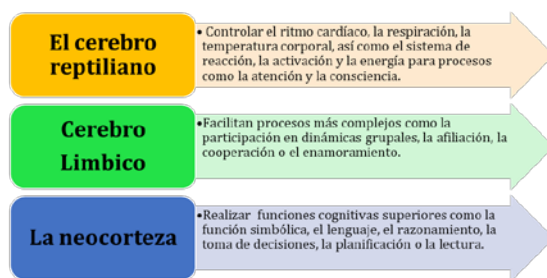 El cerebro
reptiliano
•Controlar el ritmo cardíaco, la respiración, la
temperatura corporal, así como el sistema de
reacción, la activación y la energía para procesos
como la atención y la consciencia.
Cerebro
Limbico
•Facilitan procesos más complejos como la
participación en dinámicas grupales, la afiliación, la
cooperación o el enamoramiento.
La neocorteza
•Realizar funciones cognitivas superiores como la
función simbólica, el lenguaje, el razonamiento, la
toma de decisiones, la planificación o la lectura.